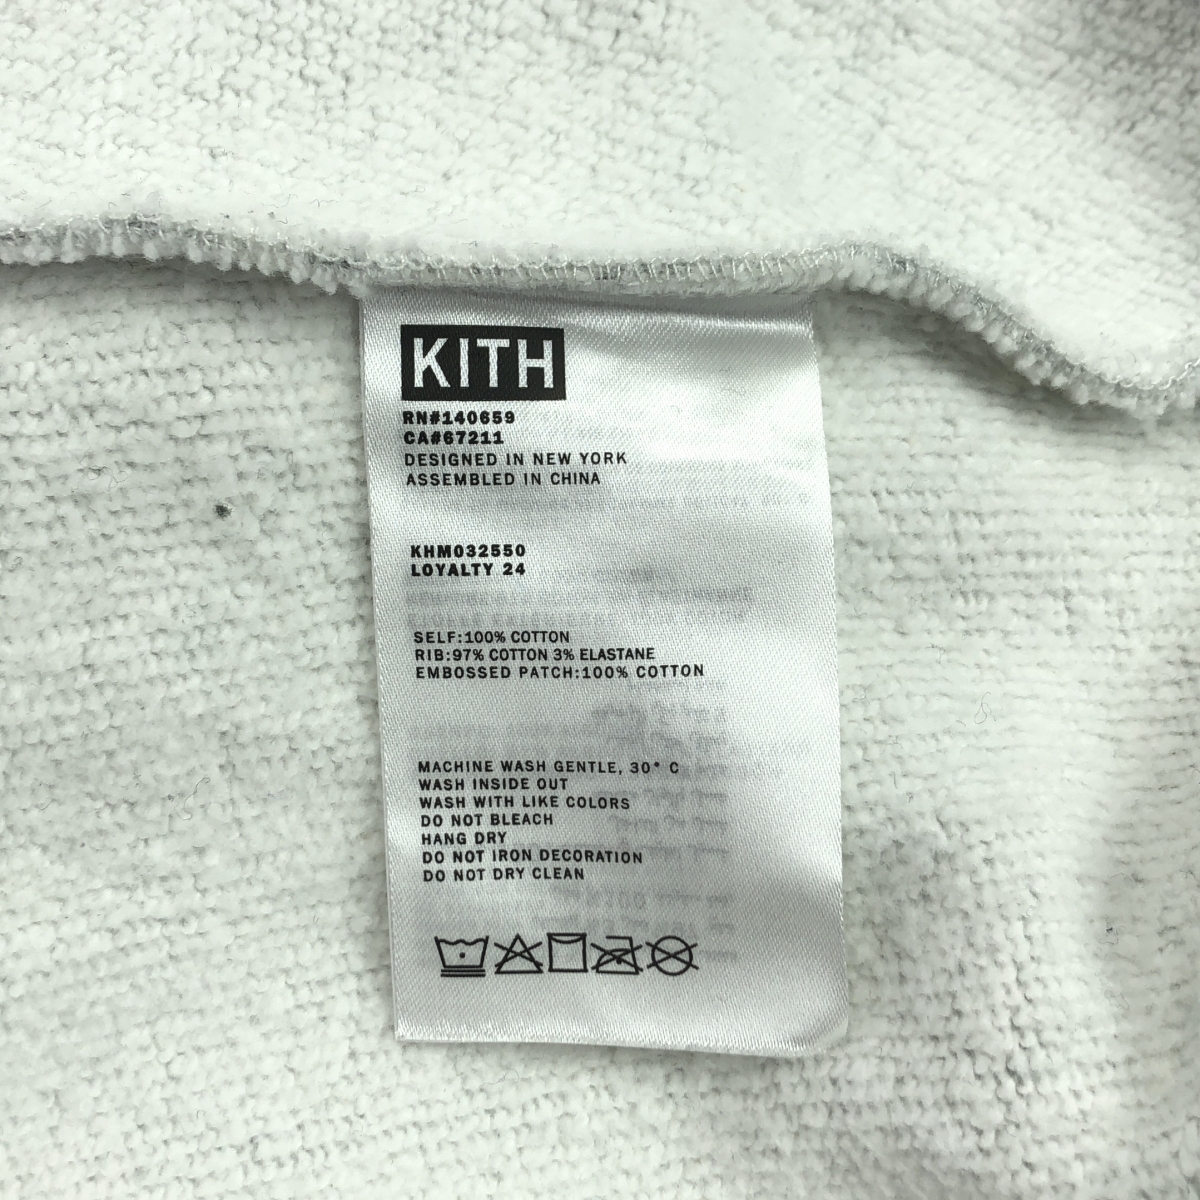 KITH
RN#140659
CA#67211
DESIGNED IN NEW YORK
ASSEMBLED IN CHINA
KHM032550
LOYALTY 24
SELF:100% COTTON
RIB:97% COTTON 3% ELASTANE
EMBOSSED PATCH:100% COTTON
MACHINE WASH GENTLE, 30° C
WASH INSIDE OUT
WASH WITH LIKE COLORS
DO NOT BLEACH
HANG DRY
DO NOT IRON DECORATION
DO NOT DRY CLEAN